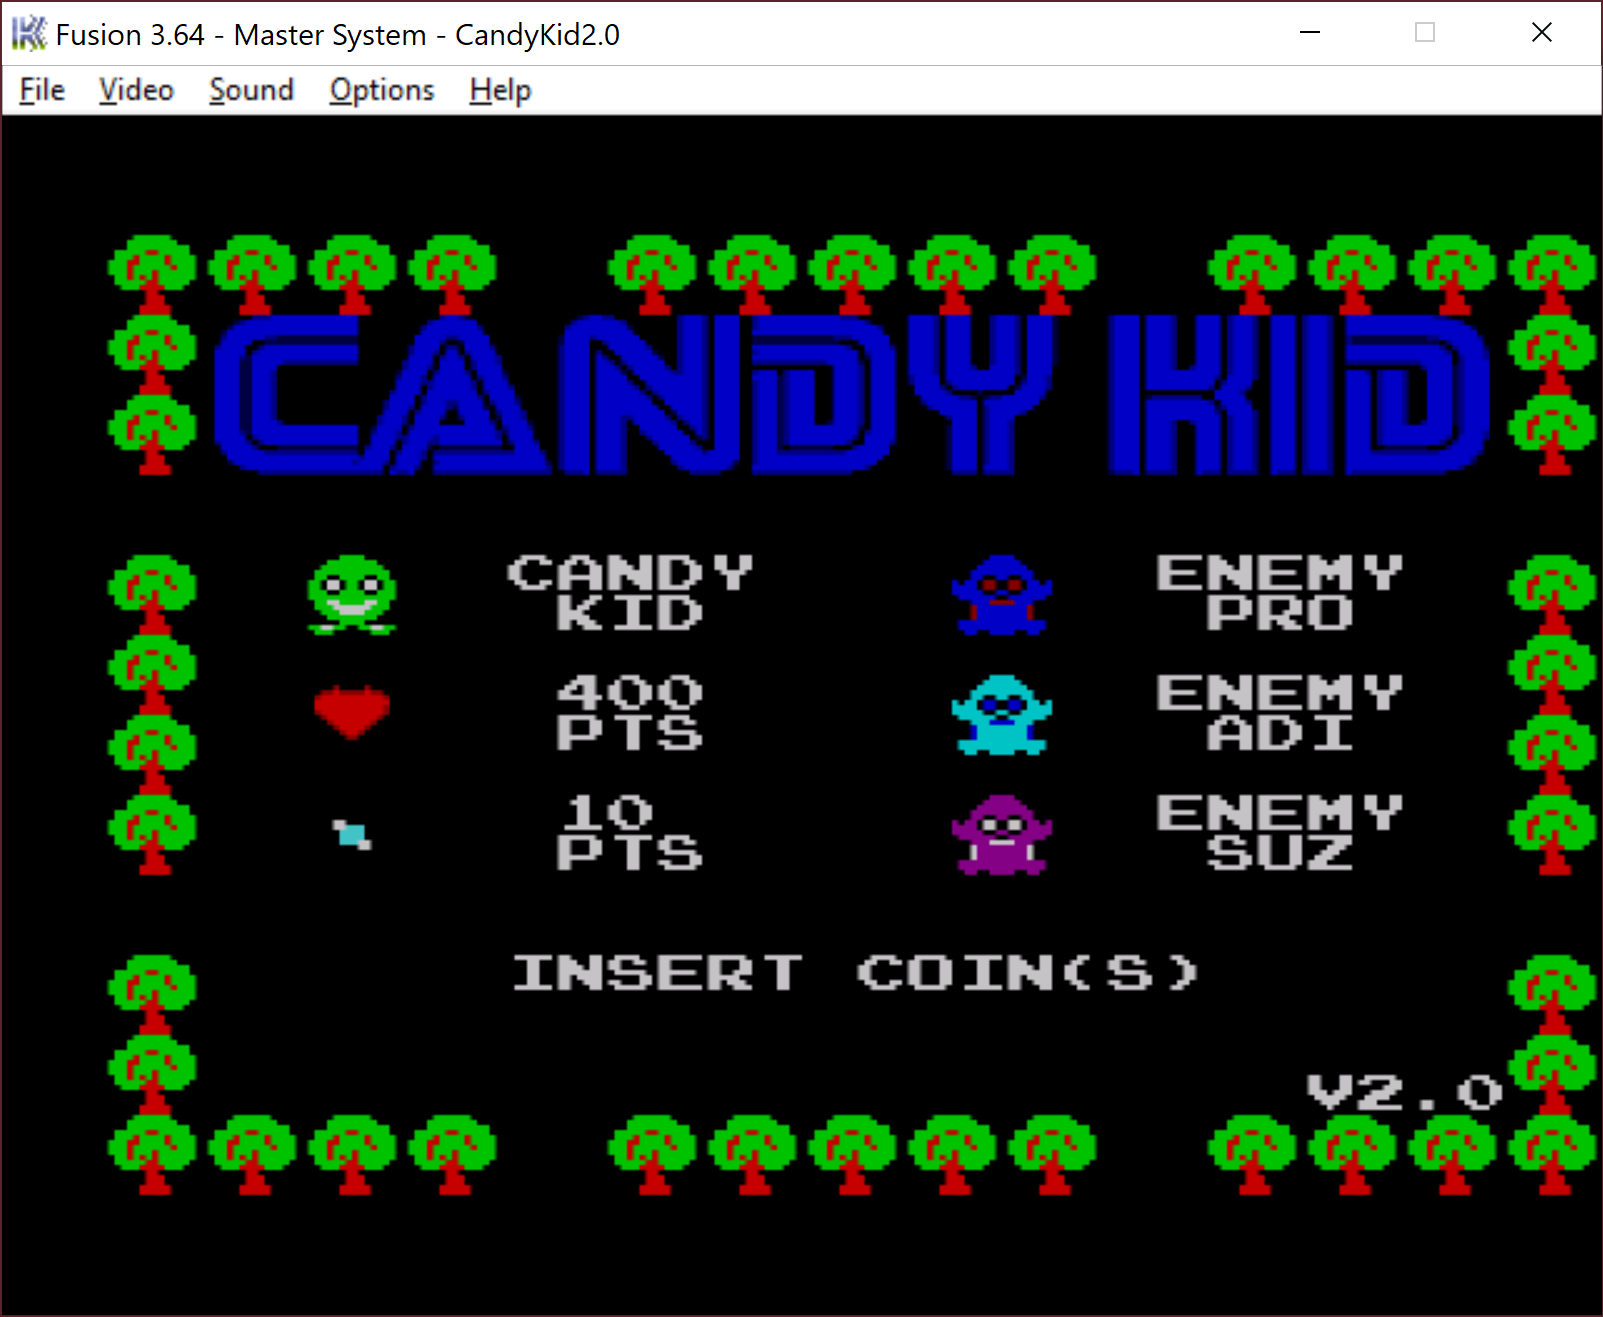 Fusion 3.64 - Master System - CandyKid2.0
File Video Sound Options Help
CANDY KID
CANDY
KID
ENEMY
PRO
400
PTS
ENEMY
ADI
10
PTS
ENEMY
SUZ
INSERT COIN(S)
V2.0